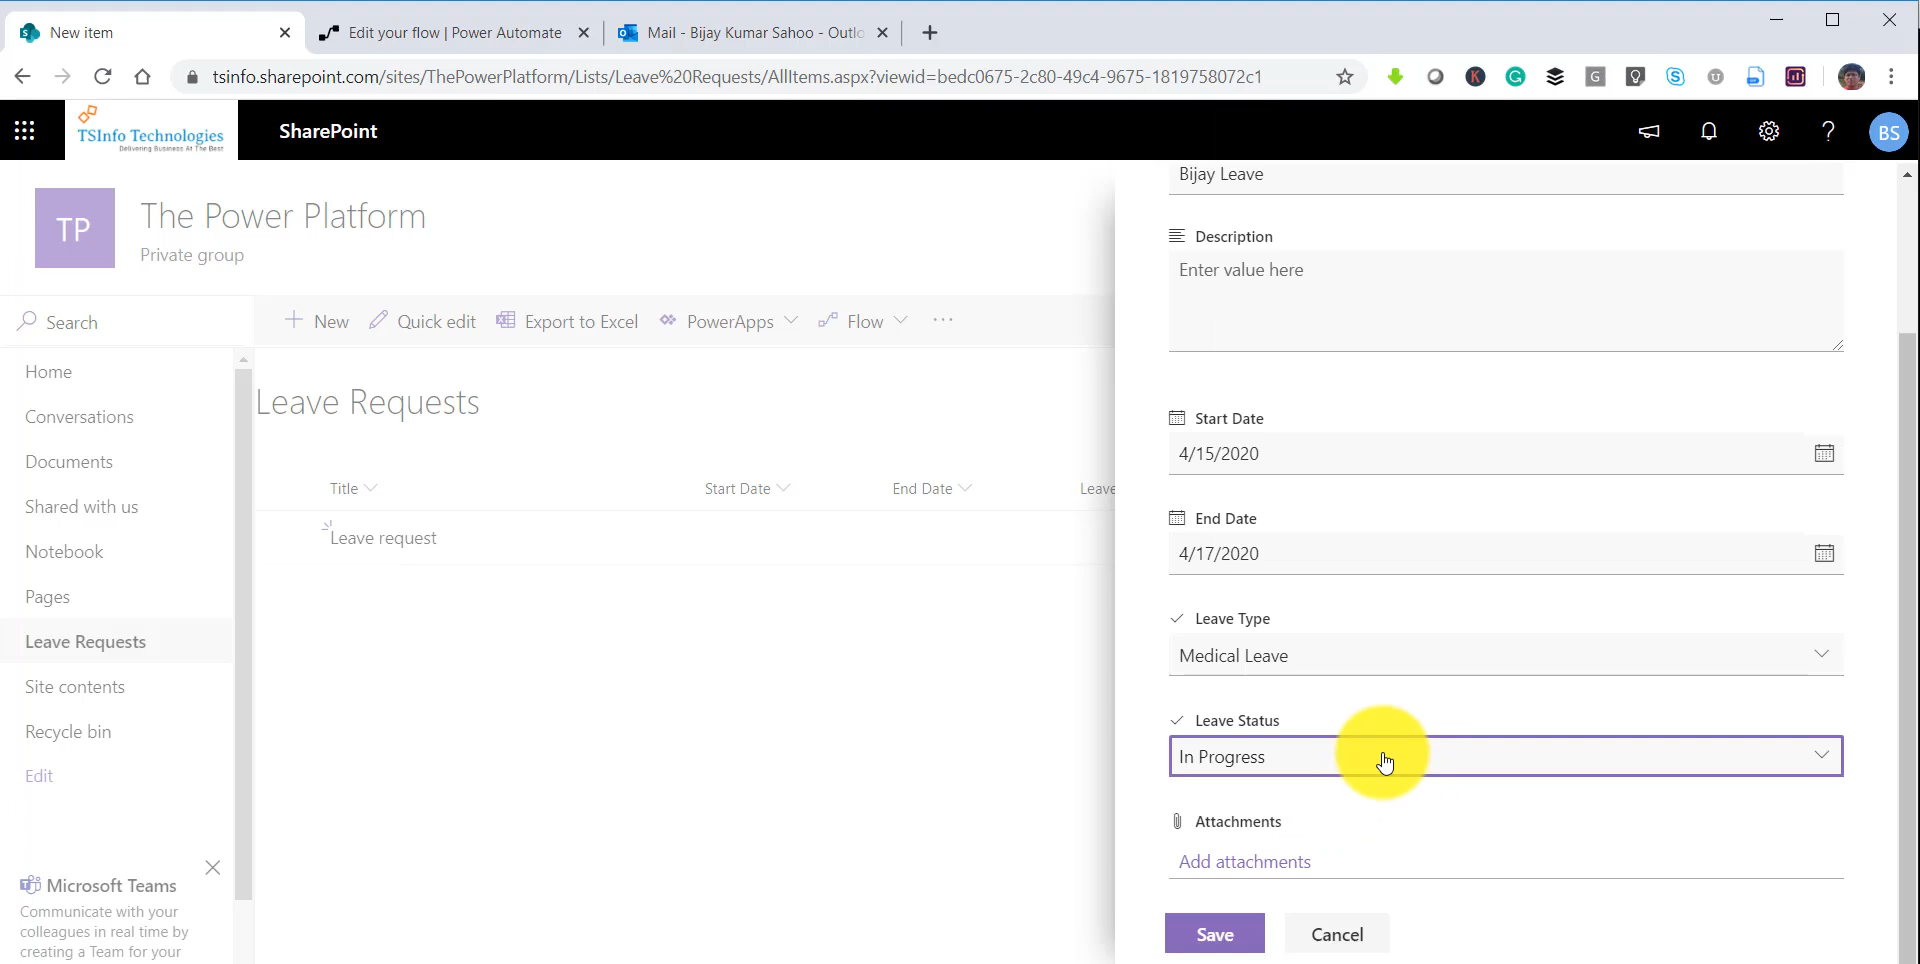 New item
Edit your flow | Power Automate
Mail - Bijay Kumar Sahoo - Outlo
tsinfo.sharepoint.com/sites/ThePowerPlatform/Lists/Leave%20Requests/AllItems.aspx?viewid=bedc0675-2c80-49c4-9675-1819758072c1
TSInfo Technologies
Delivering Business At The Best
SharePoint
BS
TP
The Power Platform
Private group
Search
New
Quick edit
Export to Excel
PowerApps
Flow
Home
Conversations
Documents
Shared with us
Notebook
Pages
Leave Requests
Site contents
Recycle bin
Edit
Microsoft Teams
Communicate with your
colleagues in real time by
creating a Team for your
Leave Requests
Title
Start Date
End Date
Leave
Leave request
Bijay Leave
Description
Enter value here
Start Date
4/15/2020
End Date
4/17/2020
Leave Type
Medical Leave
Leave Status
In Progress
Attachments
Add attachments
Save
Cancel